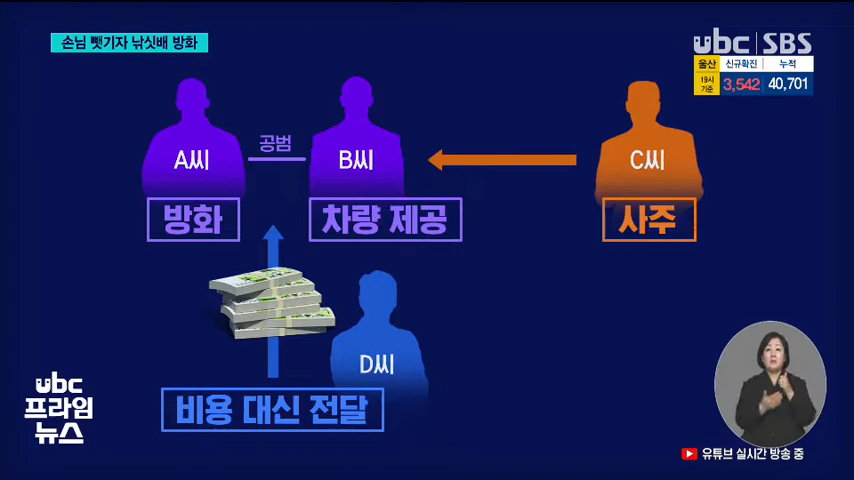 손님 뺏기자 낚싯배 방화
ubc SBS
울산 신규확진 누적
19시 기준 3,542 40,701
A씨 공범 B씨 C씨
방화 차량 제공 사주
D씨
비용 대신 전달
ubc
프라임
뉴스
유튜브 실시간 방송 중